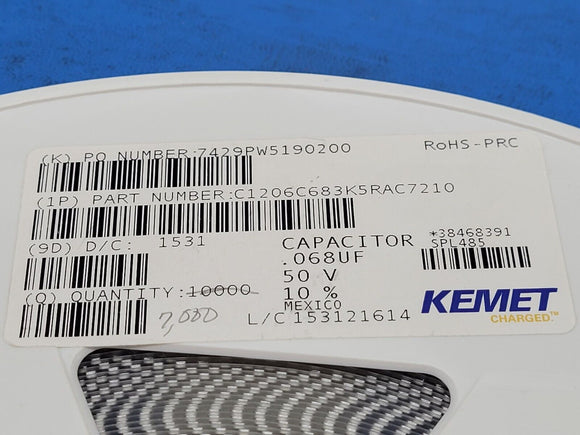 (K) PO NUMBER:7429PW5190200 RoHS-PRC
(1P) PART NUMBER:C1206C683K5RAC7210
(9D) D/C: 1531 CAPACITOR *38468391
.068UF SPL485
50 V
(Q) QUANTITY:10000 10 %
MEXICO
7,000 L/C 153121614
KEMET
CHARGED.™